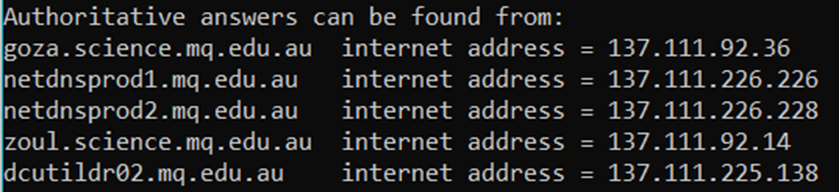 Authoritative answers can be found from:
goza.science.mq.edu.au  internet address = 137.111.92.36
netdnsprod1.mq.edu.au   internet address = 137.111.226.226
netdnsprod2.mq.edu.au   internet address = 137.111.226.228
zoul.science.mq.edu.au  internet address = 137.111.92.14
dcutildr02.mq.edu.au    internet address = 137.111.225.138